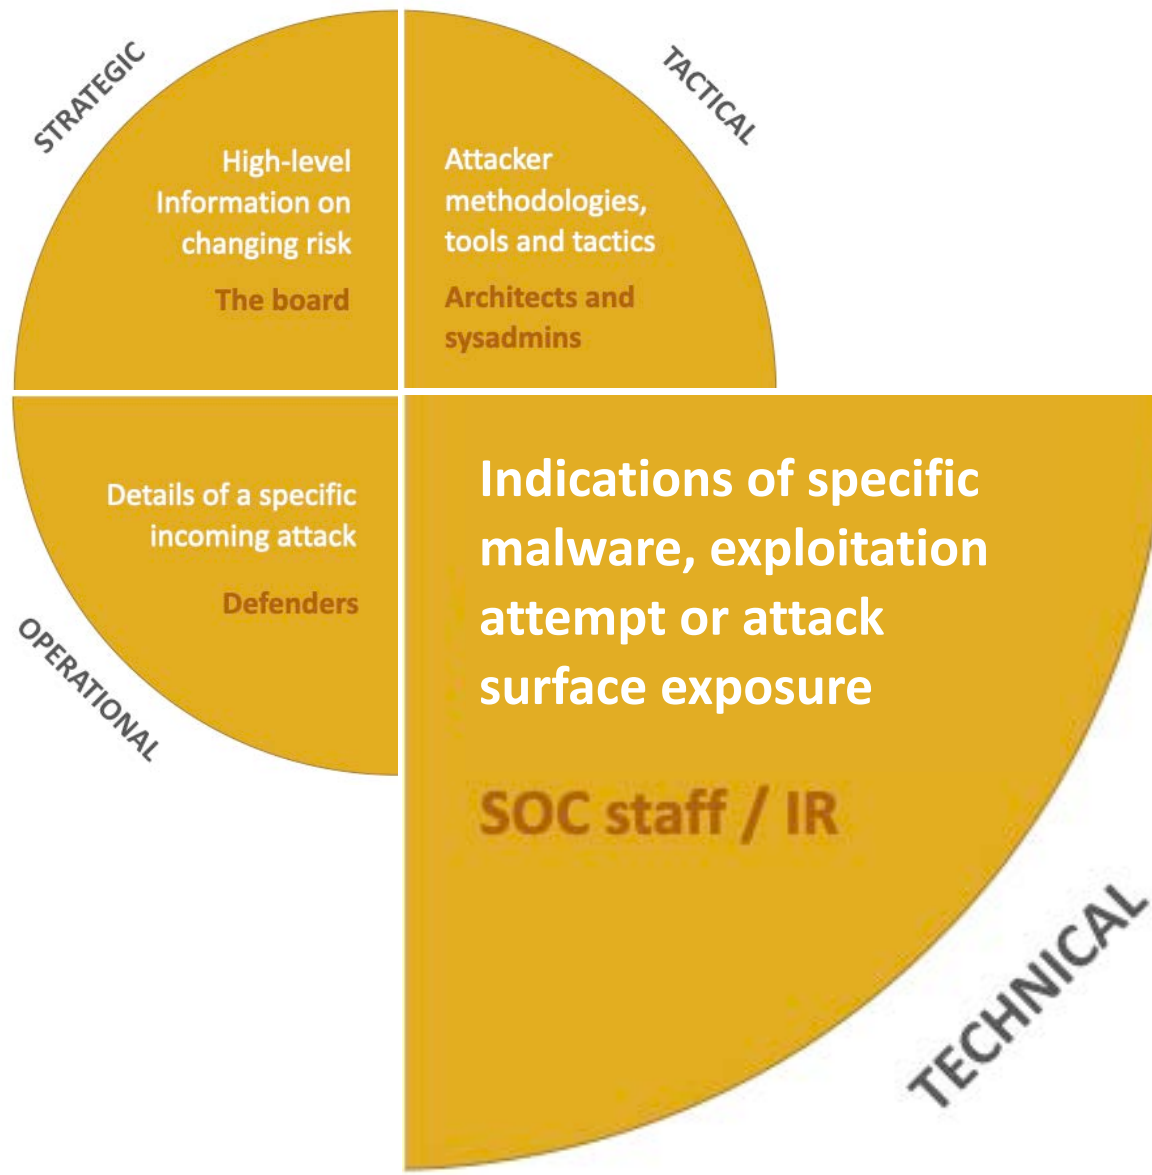 STRATEGIC
High-level
Information on
changing risk
The board
TACTICAL
Attacker
methodologies,
tools and tactics
Architects and
sysadmins
OPERATIONAL
Details of a specific
incoming attack
Defenders
Indications of specific
malware, exploitation
attempt or attack
surface exposure
SOC staff / IR
TECHNICAL